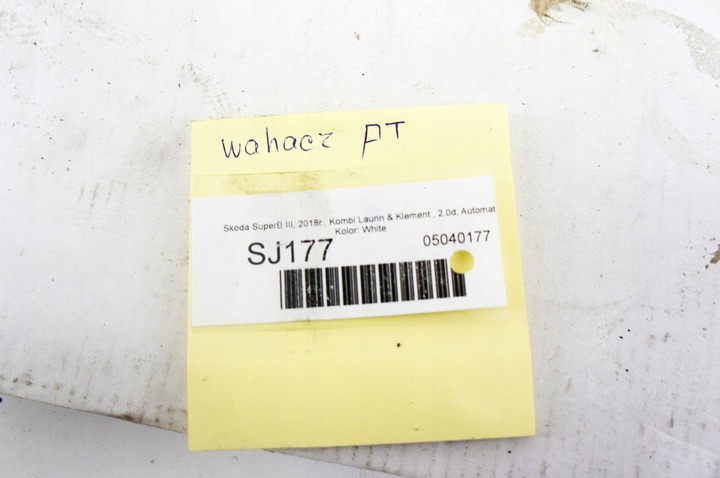 wahacz PT
Skoda SuperB III, 2018r., Kombi Laurin & Klement , 2.0d, Automat
Kolor: White
SJ177
05040177